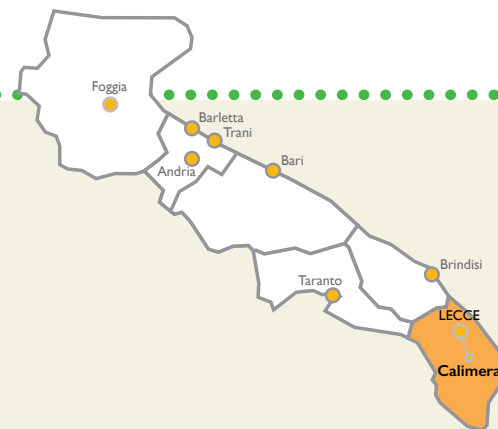 Foggia
Barletta
Trani
Andria
Bari
Brindisi
Taranto
LECCE
Calimera